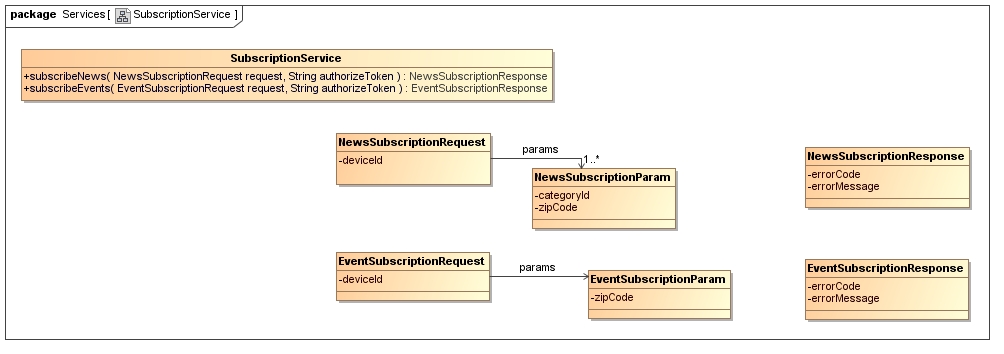 package Services[ SubscriptionService ]
SubscriptionService
+subscribeNews( NewsSubscriptionRequest request, String authorizeToken ) : NewsSubscriptionResponse
+subscribeEvents( EventSubscriptionRequest request, String authorizeToken ) : EventSubscriptionResponse
NewsSubscriptionRequest
-deviceId
params
1..*
NewsSubscriptionParam
-categoryId
-zipCode
NewsSubscriptionResponse
-errorCode
-errorMessage
EventSubscriptionRequest
-deviceId
params
EventSubscriptionParam
-zipCode
EventSubscriptionResponse
-errorCode
-errorMessage